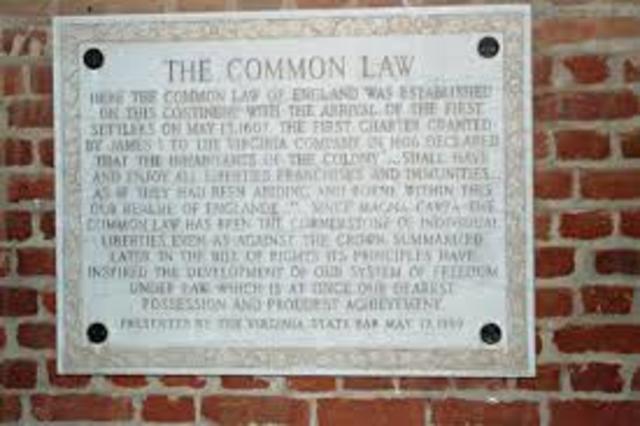 THE COMMON LAW
HERE THE COMMON LAW OF ENGLAND WAS ESTABLISHED
ON THIS CONTINENT WITH THE ARRIVAL OF THE FIRST
SETTLERS ON MAY 13, 1607. THE FIRST CHARTER GRANTED
BY JAMES I TO THE VIRGINIA COMPANY IN 1606 DECLARED
THAT THE INHABITANTS OF THE COLONY "...SHALL HAVE
AND ENJOY ALL LIBERTIES, FRANCHISES AND IMMUNITIES...
AS IF THEY HAD BEEN ABIDING AND BORNE WITHIN THIS
OUR REALME OF ENGLANDE..." SINCE MAGNA CARTA THE
COMMON LAW HAS BEEN THE CORNERSTONE OF INDIVIDUAL
LIBERTIES, EVEN AS AGAINST THE CROWN. SUMMARIZED
LATER IN THE BILL OF RIGHTS ITS PRINCIPLES HAVE
INSPIRED THE DEVELOPMENT OF OUR SYSTEM OF FREEDOM
UNDER LAW, WHICH IS AT ONCE OUR DEAREST
POSSESSION AND PROUDEST ACHIEVEMENT.
PRESENTED BY THE VIRGINIA STATE BAR MAY 17, 1959